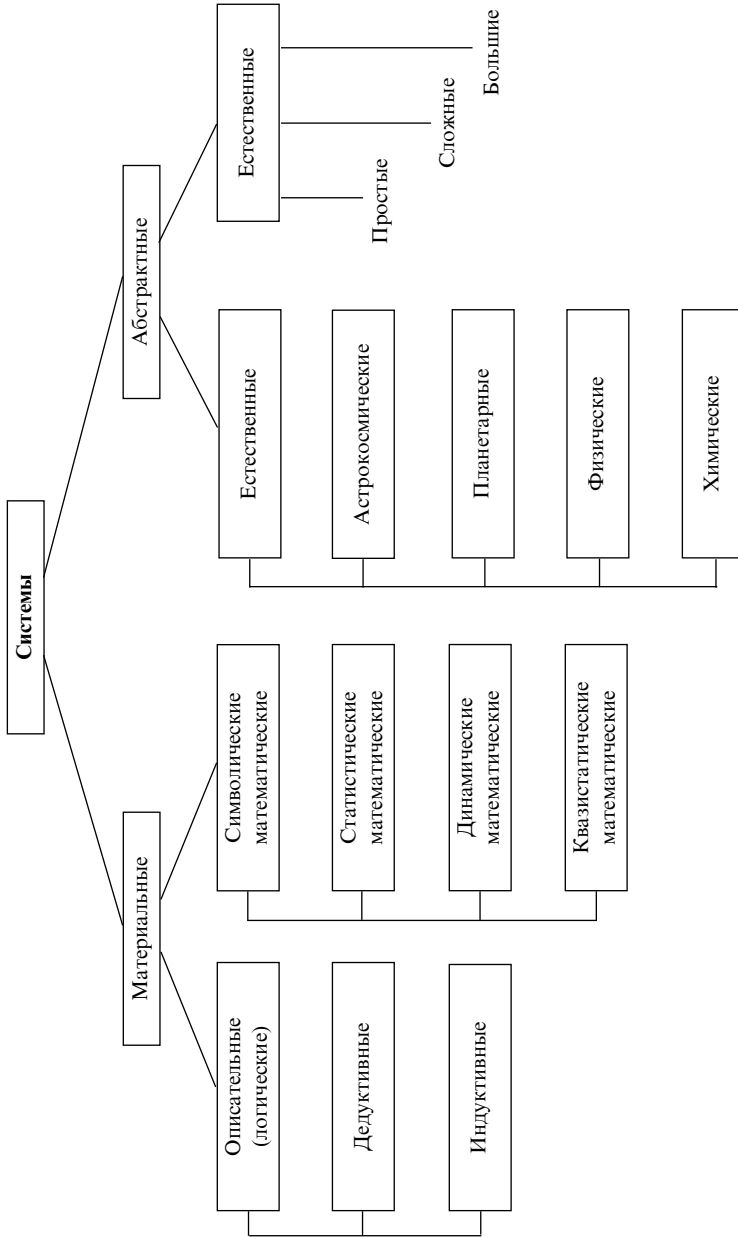 Системы
Материальные
Абстрактные
Описательные
(логические)
Дедуктивные
Индуктивные
Символические
математические
Статистические
математические
Динамические
математические
Квазистатические
математические
Естественные
Астрокосмические
Планетарные
Физические
Химические
Естественные
Простые
Сложные
Большие